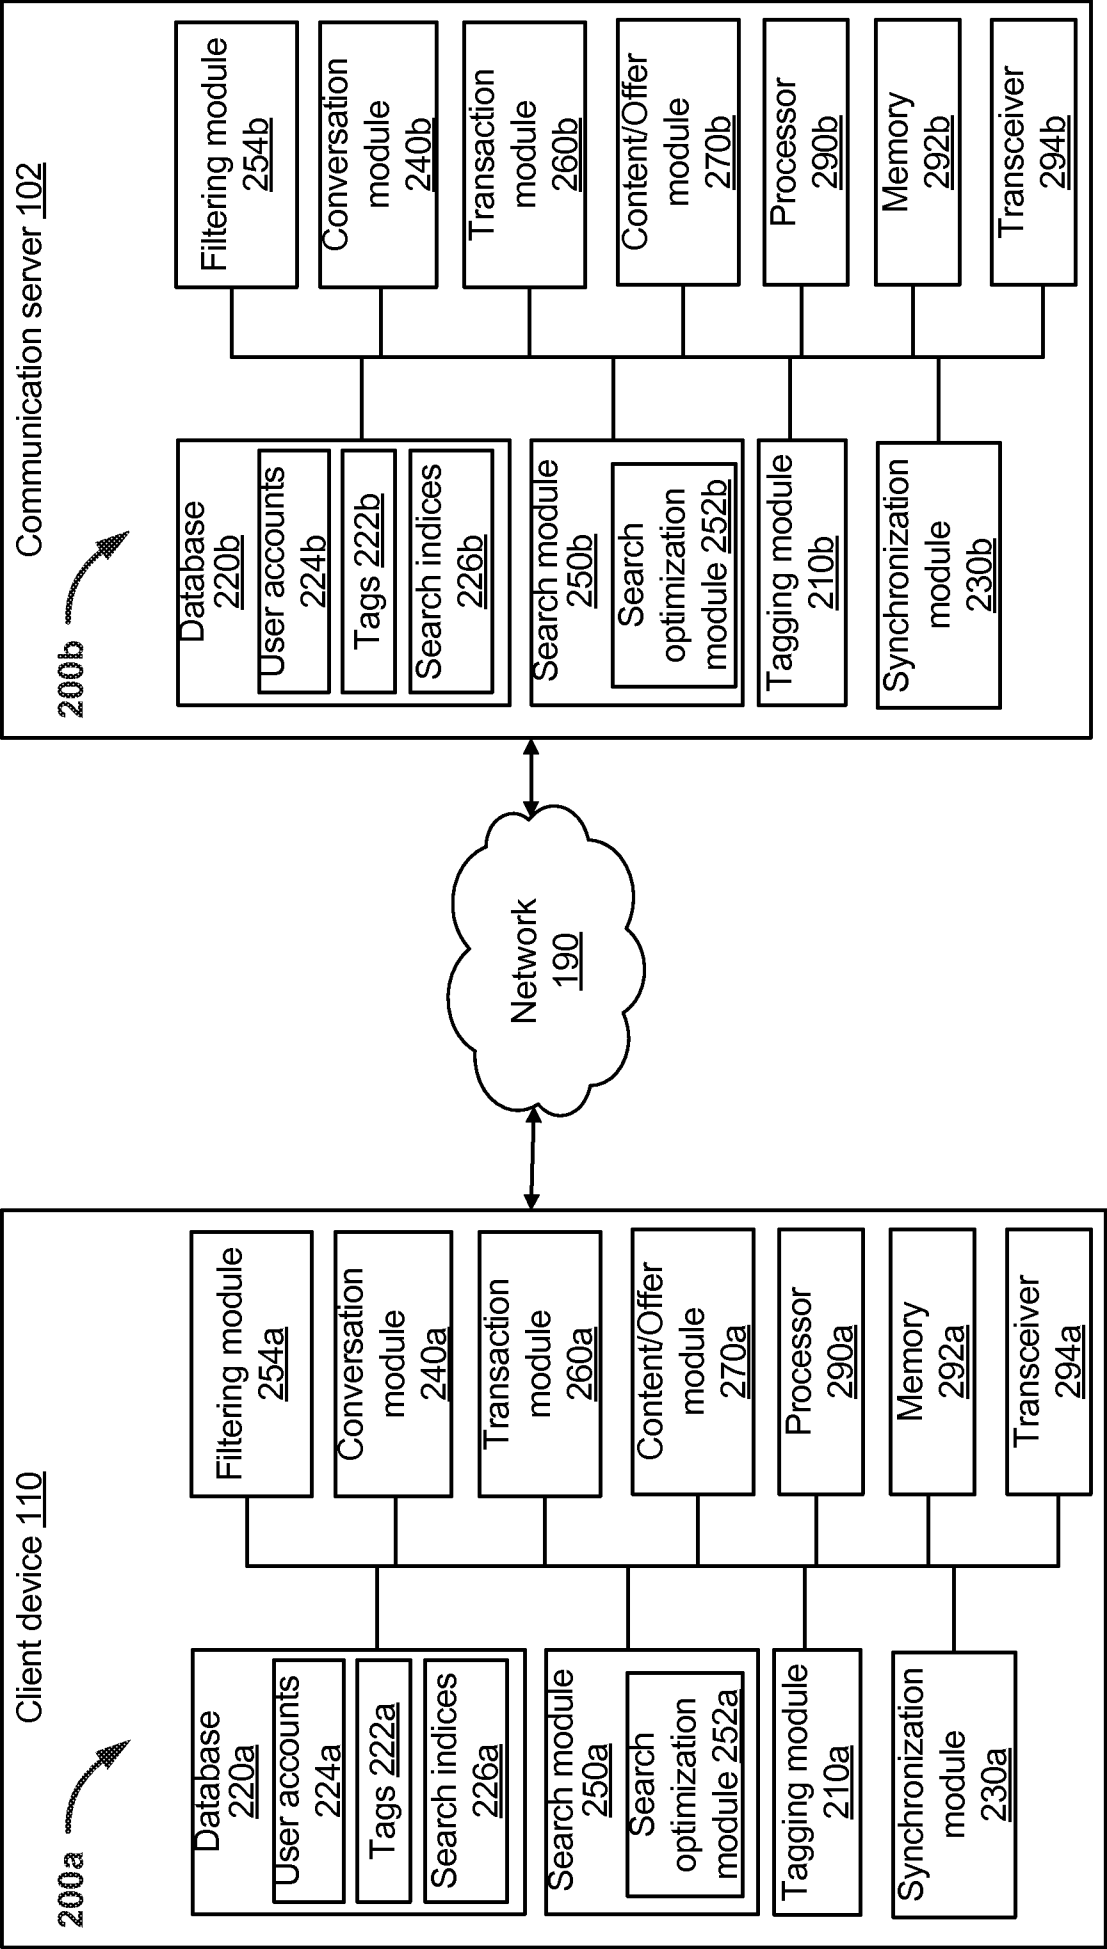 Client device 110
200a
Database
220a
User accounts
224a
Tags 222a
Search indices
226a
Search module
250a
Search
optimization
module 252a
Tagging module
210a
Synchronization
module
230a
Filtering module
254a
Conversation
module
240a
Transaction
module
260a
Content/Offer
module
270a
Processor
290a
Memory
292a
Transceiver
294a
Network
190
Communication server 102
200b
Database
220b
User accounts
224b
Tags 222b
Search indices
226b
Search module
250b
Search
optimization
module 252b
Tagging module
210b
Synchronization
module
230b
Filtering module
254b
Conversation
module
240b
Transaction
module
260b
Content/Offer
module
270b
Processor
290b
Memory
292b
Transceiver
294b